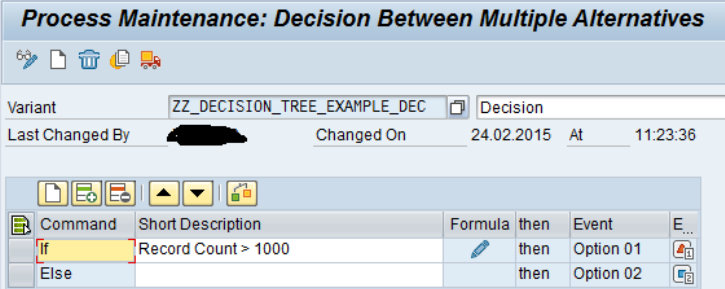 Process Maintenance: Decision Between Multiple Alternatives
Variant ZZ_DECISION_TREE_EXAMPLE_DEC Decision
Last Changed By Changed On 24.02.2015 At 11:23:36
Command Short Description Formula then Event E...
If Record Count > 1000 then Option 01 1
Else then Option 02 2